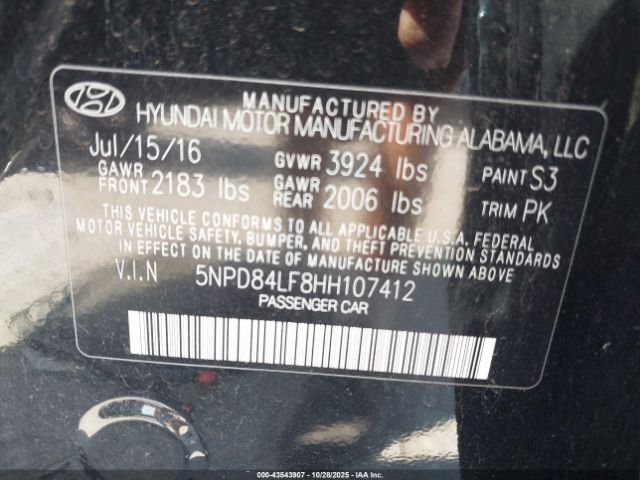 MANUFACTURED BY
HYUNDAI MOTOR MANUFACTURING ALABAMA, LLC
Jul/15/16 GVWR 3924 lbs PAINT S3
GAWR FRONT 2183 lbs GAWR REAR 2006 lbs TRIM PK
THIS VEHICLE CONFORMS TO ALL APPLICABLE U.S.A. FEDERAL
MOTOR VEHICLE SAFETY, BUMPER, AND THEFT PREVENTION STANDARDS
IN EFFECT ON THE DATE OF MANUFACTURE SHOWN ABOVE.
V.I.N 5NPD84LF8HH107412
PASSENGER CAR
© - 43543907 - 10/28/2025 - IAA Inc.